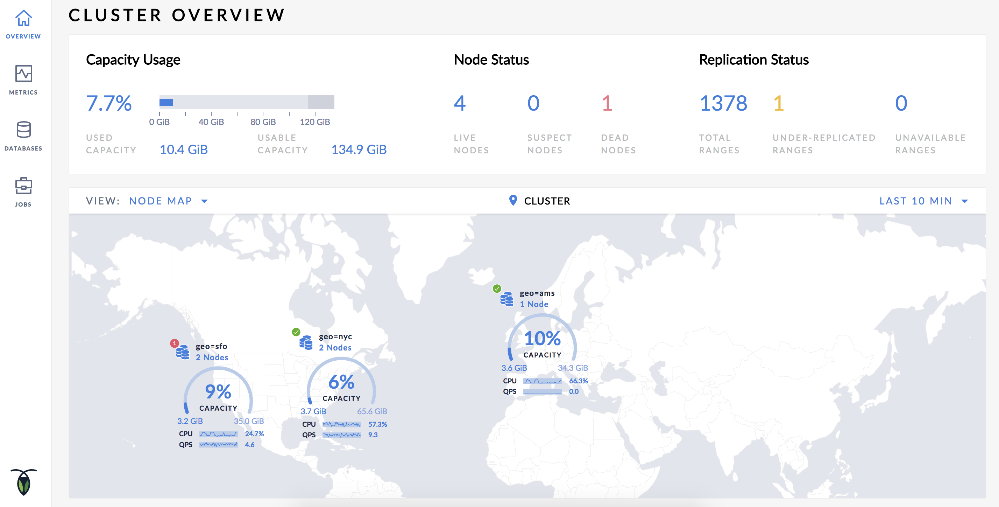 CLUSTER OVERVIEW
OVERVIEW
METRICS
DATABASES
JOBS
Capacity Usage
7.7%
0 GiB 40 GiB 80 GiB 120 GiB
USED CAPACITY 10.4 GiB
USABLE CAPACITY 134.9 GiB
Node Status
4 LIVE NODES
0 SUSPECT NODES
1 DEAD NODES
Replication Status
1378 TOTAL RANGES
1 UNDER-REPLICATED RANGES
0 UNAVAILABLE RANGES
VIEW: NODE MAP
CLUSTER
LAST 10 MIN
1
geo=sfo
2 Nodes
9%
CAPACITY
3.2 GiB 35.0 GiB
CPU 24.7%
QPS 4.6
geo=nyc
2 Nodes
6%
CAPACITY
3.7 GiB 65.6 GiB
CPU 57.3%
QPS 9.3
geo=ams
1 Node
10%
CAPACITY
3.6 GiB 34.3 GiB
CPU 66.3%
QPS 0.0